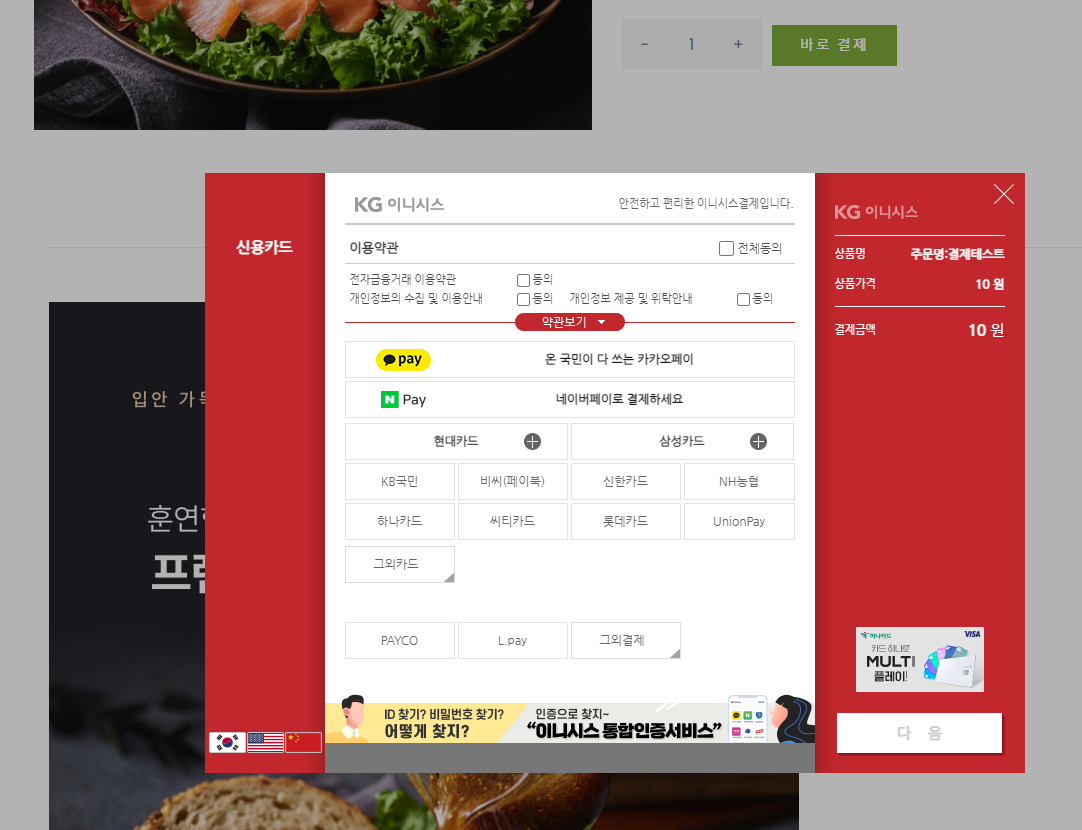 - 1 +
바로 결제
신용카드
KG 이니시스
안전하고 편리한 이니시스결제입니다.
이용약관
전체동의
전자금융거래 이용약관 동의
개인정보의 수집 및 이용안내 동의 개인정보 제공 및 위탁안내 동의
약관보기
pay 온 국민이 다 쓰는 카카오페이
N Pay 네이버페이로 결제하세요
현대카드 삼성카드
KB국민 비씨(페이북) 신한카드 NH농협
하나카드 씨티카드 롯데카드 UnionPay
그외카드
PAYCO L.pay 그외결제
ID 찾기? 비밀번호 찾기?
어떻게 찾지?
인증으로 찾지~
“이니시스 통합인증서비스”
KG 이니시스
상품명 주문명:결제테스트
상품가격 10 원
결제금액 10 원
하나카드 VISA
카드 하나로
MULTI
플레이!
다 음
입안 가
훈연